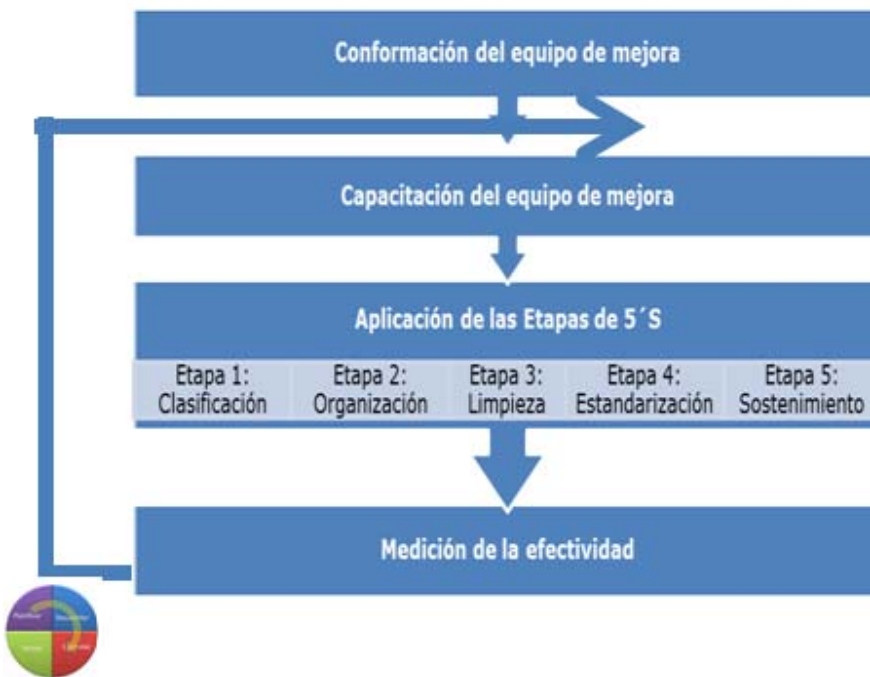 Conformación del equipo de mejora
Capacitación del equipo de mejora
Aplicación de las Etapas de 5´S
Etapa 1:
Clasificación
Etapa 2:
Organización
Etapa 3:
Limpieza
Etapa 4:
Estandarización
Etapa 5:
Sostenimiento
Medición de la efectividad